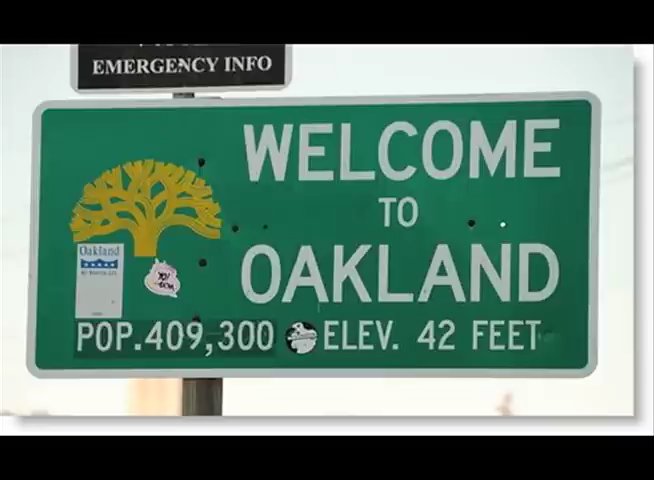 EMERGENCY INFO
WELCOME
TO
OAKLAND
Oakland
POP.409,300 ELEV. 42 FEET